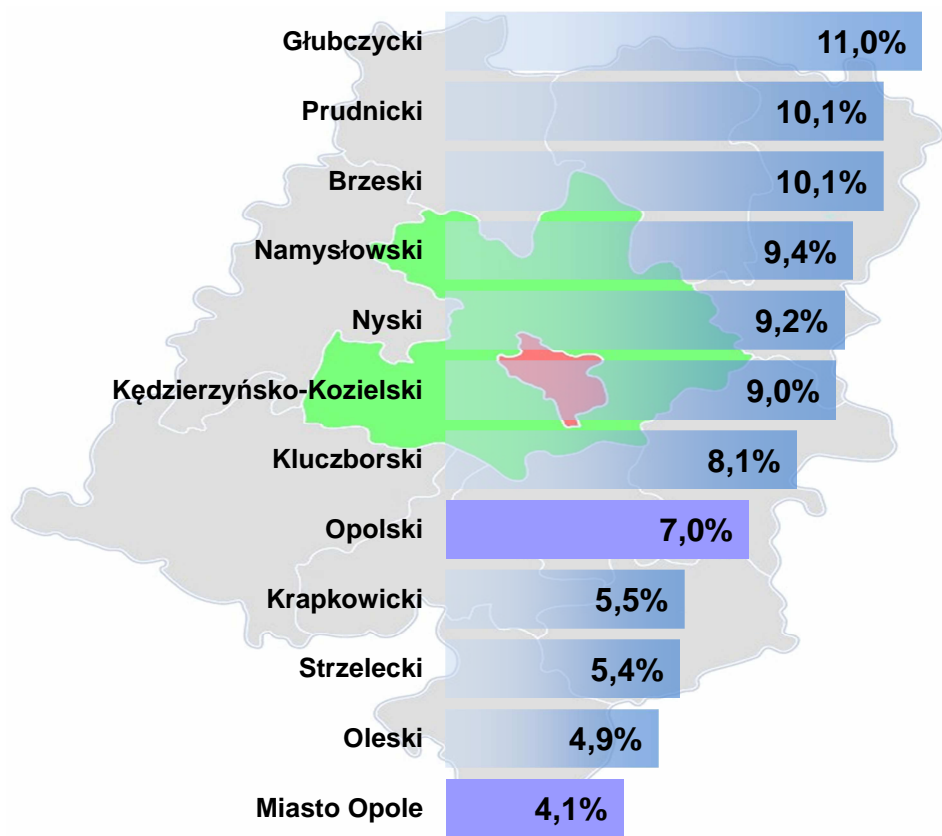 Głubczycki 11,0%
Prudnicki 10,1%
Brzeski 10,1%
Namysłowski 9,4%
Nyski 9,2%
Kędzierzyńsko-Kozielski 9,0%
Kluczborski 8,1%
Opolski 7,0%
Krapkowicki 5,5%
Strzelecki 5,4%
Oleski 4,9%
Miasto Opole 4,1%